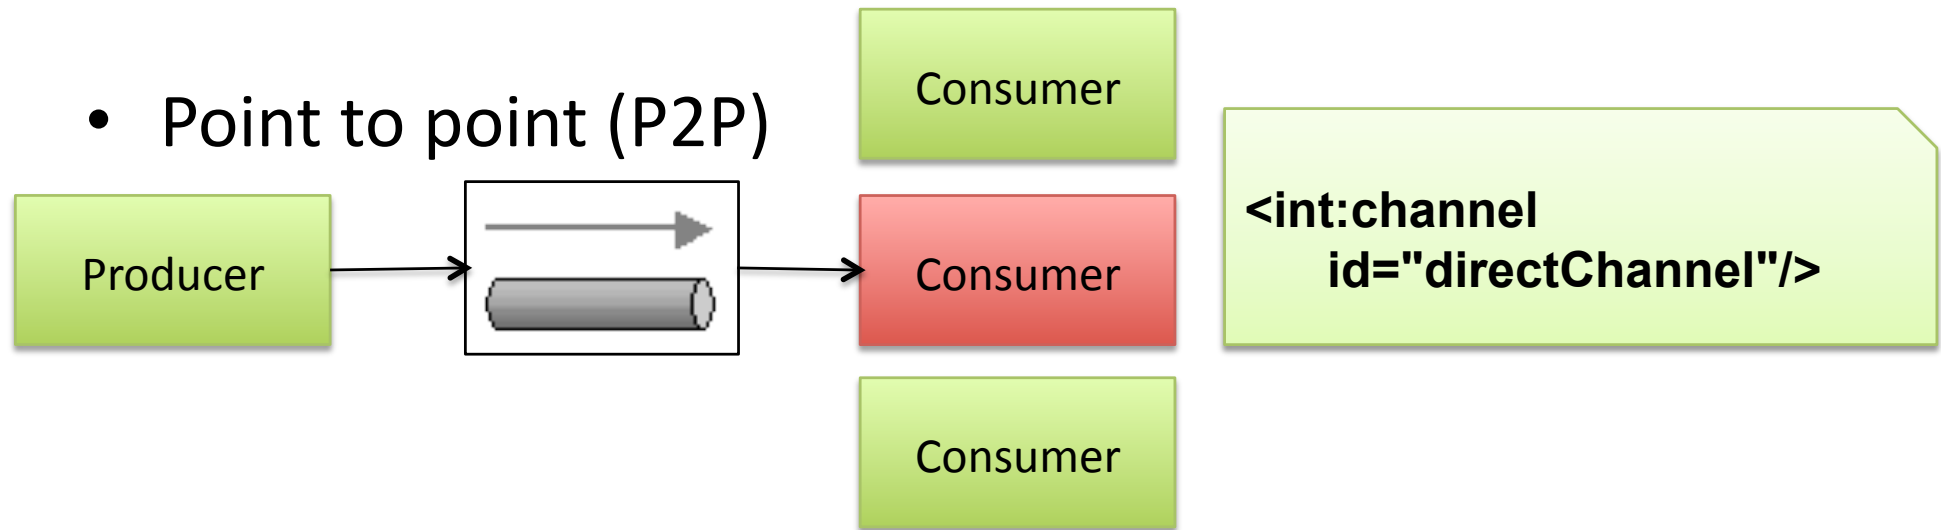 • Point to point (P2P)
Producer
Consumer
Consumer
Consumer
<int:channel
id="directChannel"/>